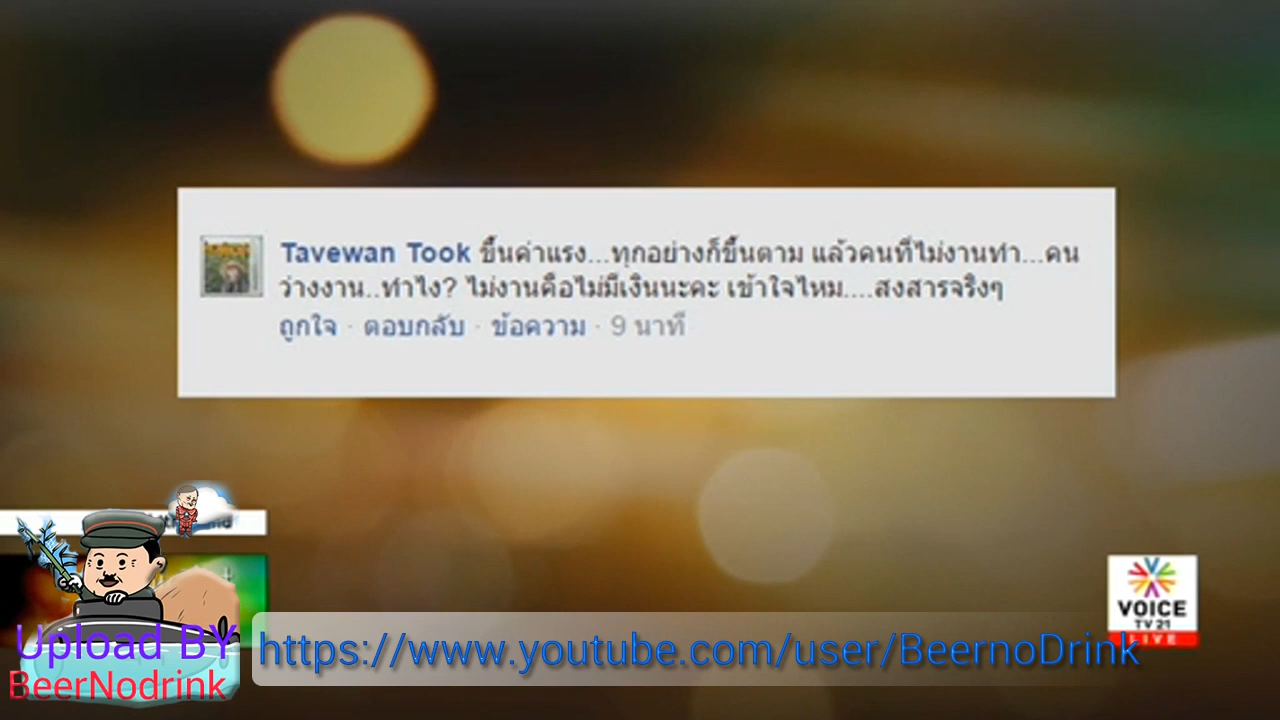 Tavewan Took ขึ้นค่าแรง...ทุกอย่างก็ขึ้นตาม แล้วคนที่ไม่งานทำ...คน
ว่างงาน..ทำไง? ไม่งานคือไม่มีเงินนะคะ เข้าใจไหม....สงสารจริงๆ
ถูกใจ · ตอบกลับ · ข้อความ · 9 นาที
VOICE
TV 21
LIVE
Upload BY
BeerNodrink
https://www.youtube.com/user/BeernoDrink